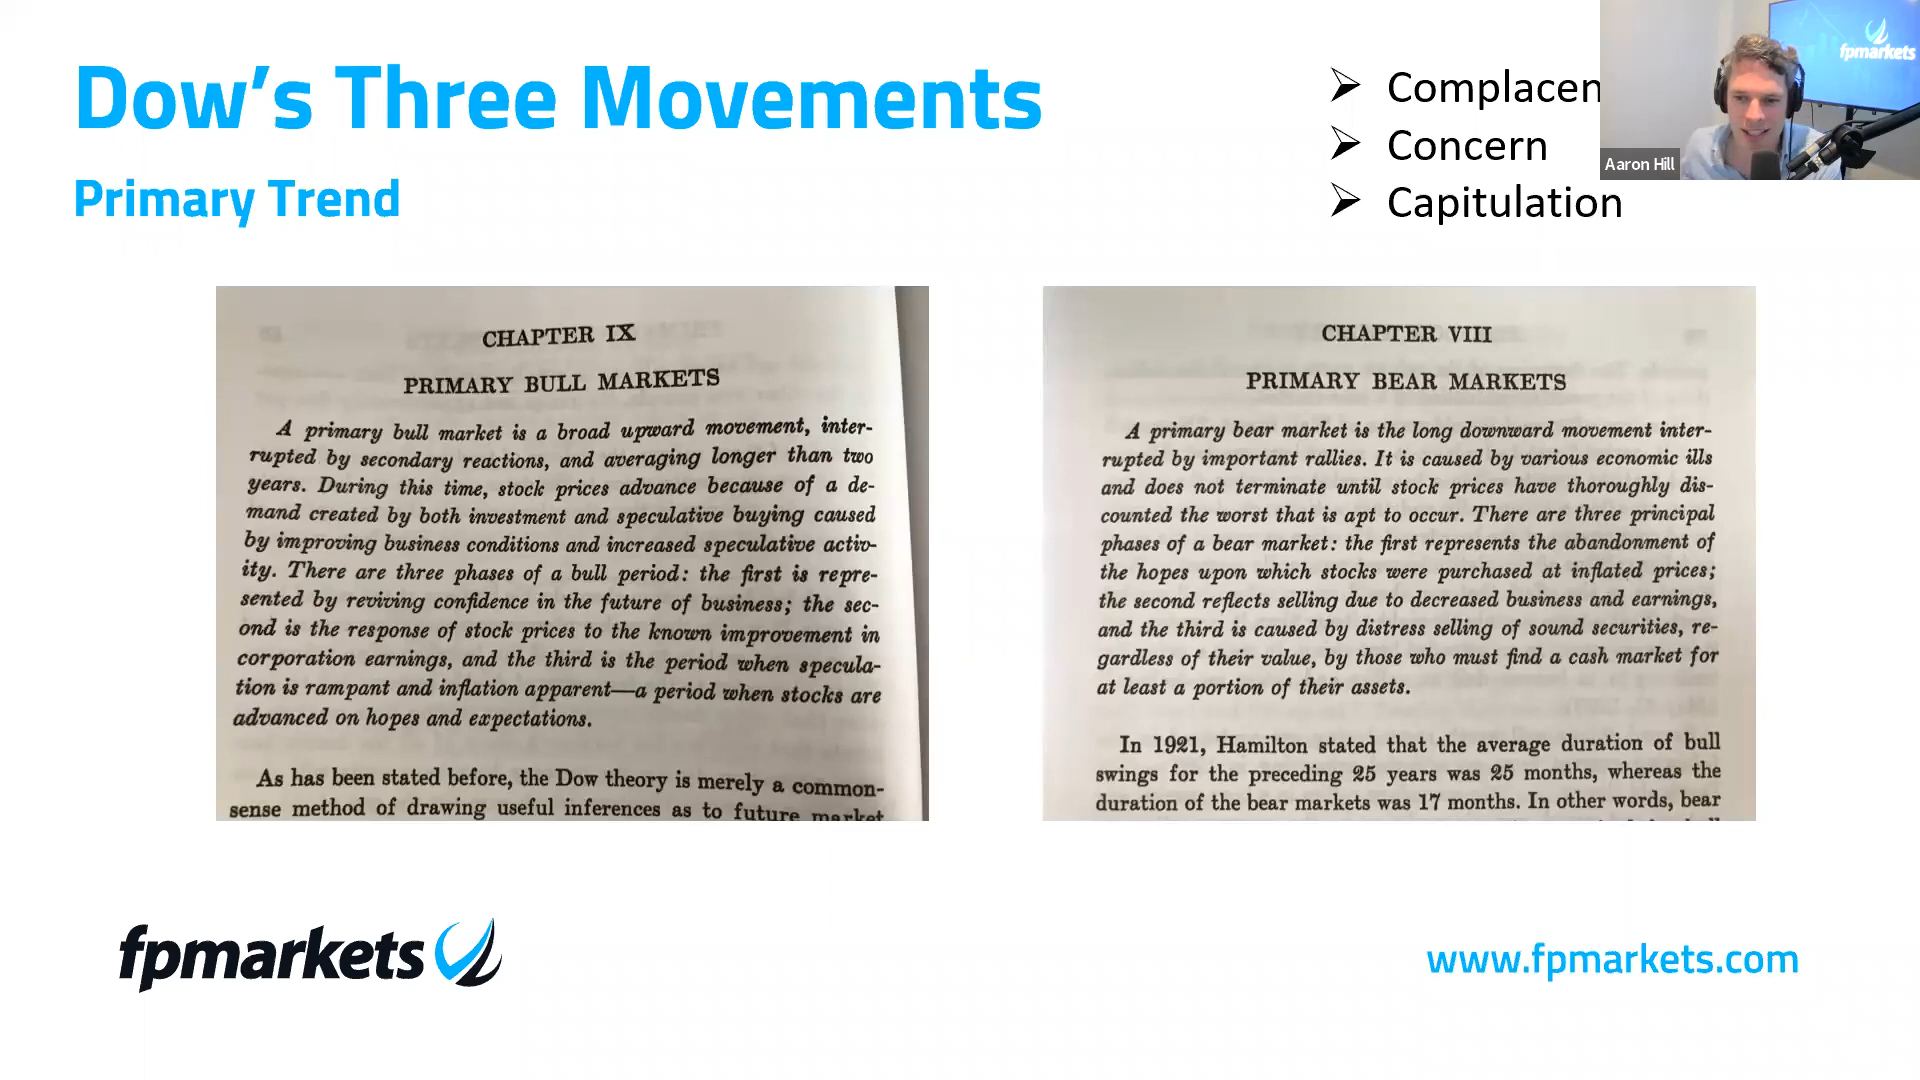 Dow’s Three Movements
Primary Trend
Concern
Capitulation
fpmarkets
Aaron Hill
CHAPTER IX
PRIMARY BULL MARKETS
A primary bull market is a broad upward movement, inter-
rupted by secondary reactions, and averaging longer than two
years. During this time, stock prices advance because of a de-
mand created by both investment and speculative buying caused
by improving business conditions and increased speculative activ-
ity. There are three phases of a bull period: the first is repre-
sented by reviving confidence in the future of business; the sec-
ond is the response of stock prices to the known improvement in
corporation earnings, and the third is the period when specula-
tion is rampant and inflation apparent—a period when stocks are
advanced on hopes and expectations.
As has been stated before, the Dow theory is merely a common-
sense method of drawing useful inferences as to future market
CHAPTER VIII
PRIMARY BEAR MARKETS
A primary bear market is the long downward movement inter-
rupted by important rallies. It is caused by various economic ills
and does not terminate until stock prices have thoroughly dis-
counted the worst that is apt to occur. There are three principal
phases of a bear market: the first represents the abandonment of
the hopes upon which stocks were purchased at inflated prices;
the second reflects selling due to decreased business and earnings,
and the third is caused by distress selling of sound securities, re-
gardless of their value, by those who must find a cash market for
at least a portion of their assets.
In 1921, Hamilton stated that the average duration of bull
swings for the preceding 25 years was 25 months, whereas the
duration of the bear markets was 17 months. In other words, bear
fpmarkets
www.fpmarkets.com